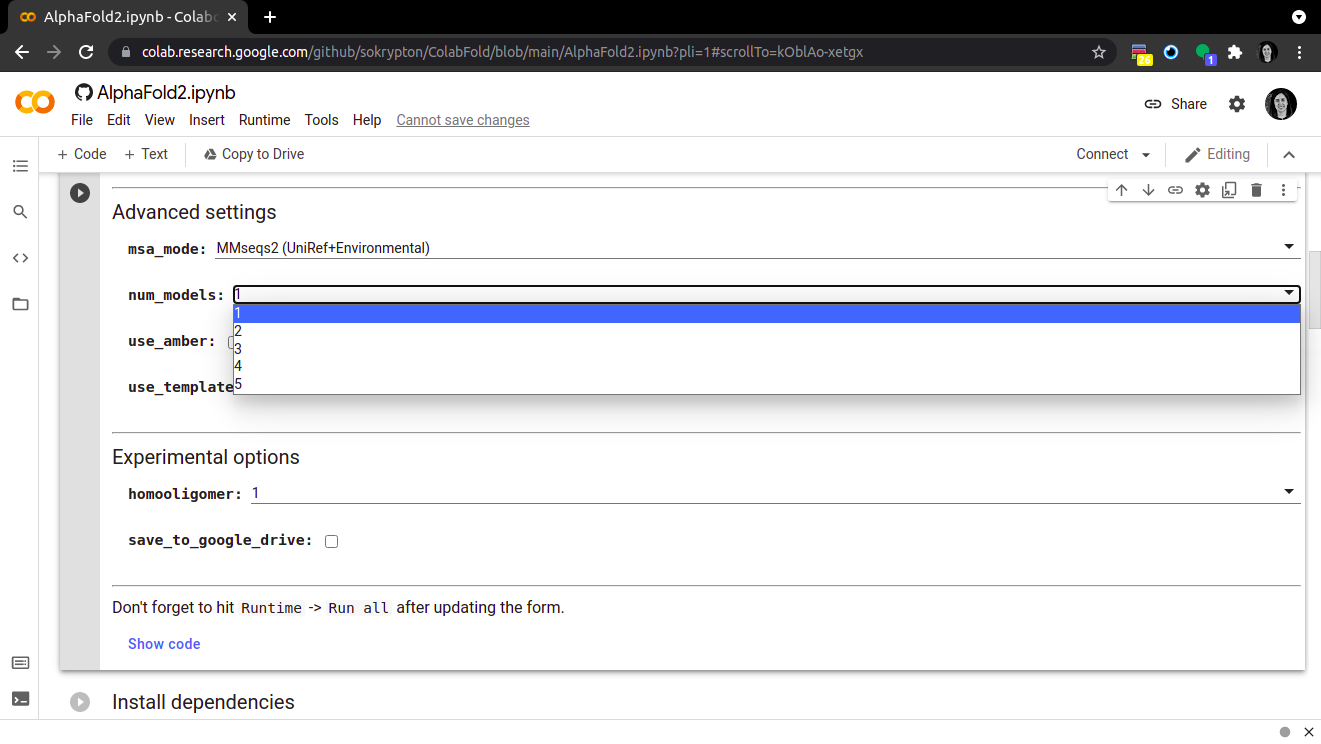 AlphaFold2.ipynb - Colab
colab.research.google.com/github/sokrypton/ColabFold/blob/main/AlphaFold2.ipynb?pli=1#scrollTo=kOblAo-xetgx
26
1
AlphaFold2.ipynb
Share
File Edit View Insert Runtime Tools Help Cannot save changes
+ Code + Text Copy to Drive Connect Editing
Advanced settings
msa_mode: MMseqs2 (UniRef+Environmental)
num_models: 1
1
2
use_amber:
3
4
use_template
5
Experimental options
homooligomer: 1
save_to_google_drive:
Don't forget to hit Runtime -> Run all after updating the form.
Show code
Install dependencies